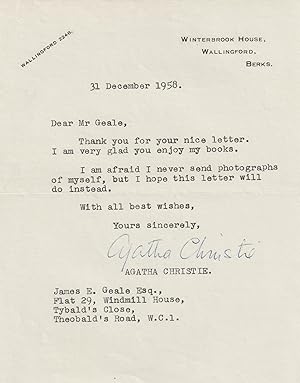 WALLINGFORD 2248.
WINTERBROOK HOUSE,
WALLINGFORD,
BERKS.
31 December 1958.
Dear Mr Geale,
Thank you for your nice letter.
I am very glad you enjoy my books.
I am afraid I never send photographs
of myself, but I hope this letter will
do instead.
With all best wishes,
Yours sincerely,
Agatha Christie
AGATHA CHRISTIE.
James E. Geale Esq.,
Flat 29, Windmill House,
Tybald's Close,
Theobald's Road, W.C.1.